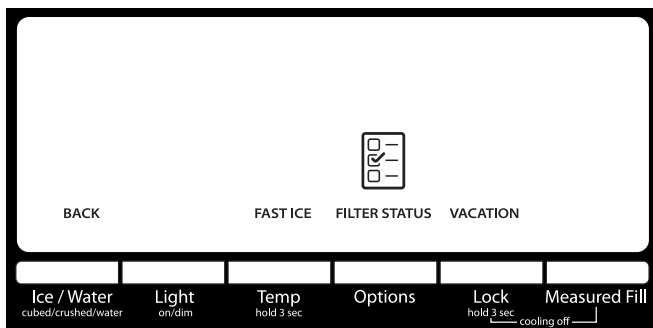 BACK FAST ICE FILTER STATUS VACATION
Ice / Water Light Temp Options Lock Measured Fill
cubed/crushed/water on/dim hold 3 sec hold 3 sec
cooling off